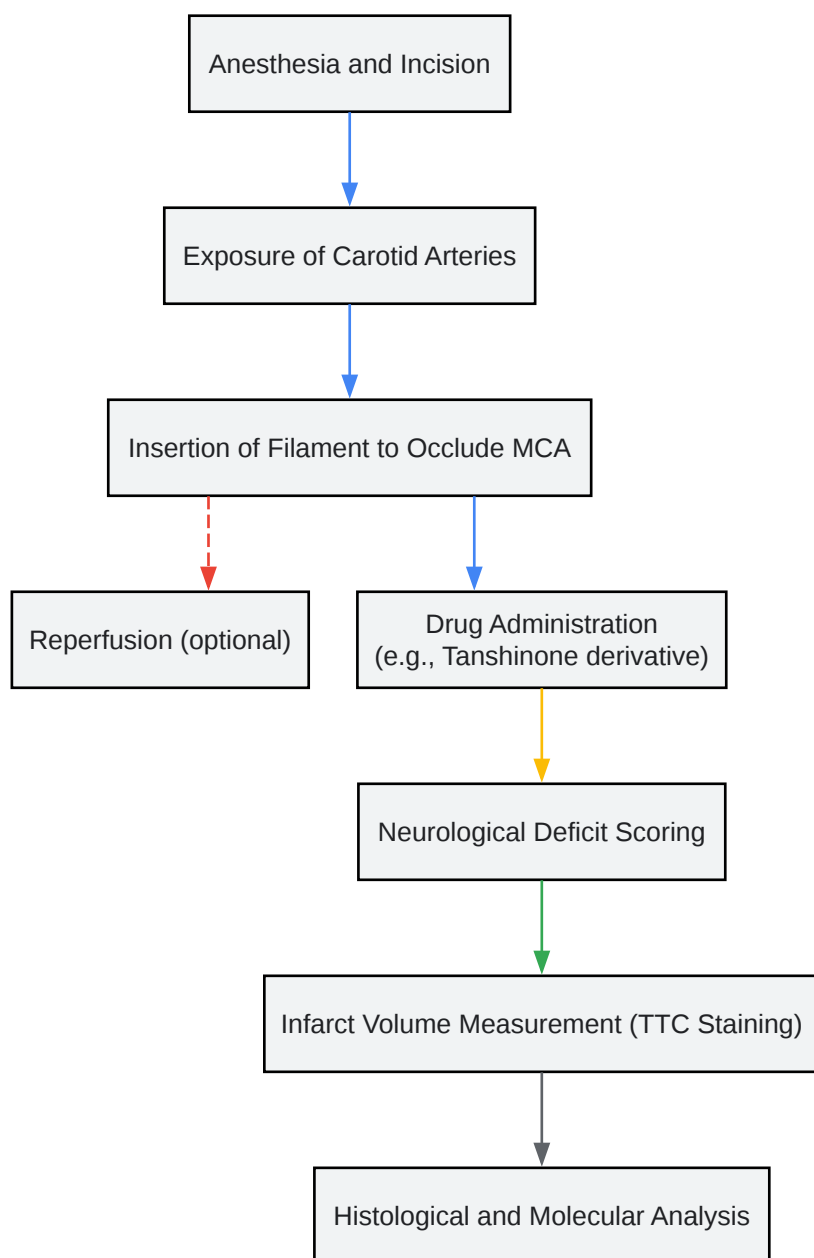 Anesthesia and Incision
Exposure of Carotid Arteries
Insertion of Filament to Occlude MCA
Reperfusion (optional)
Drug Administration
(e.g., Tanshinone derivative)
Neurological Deficit Scoring
Infarct Volume Measurement (TTC Staining)
Histological and Molecular Analysis